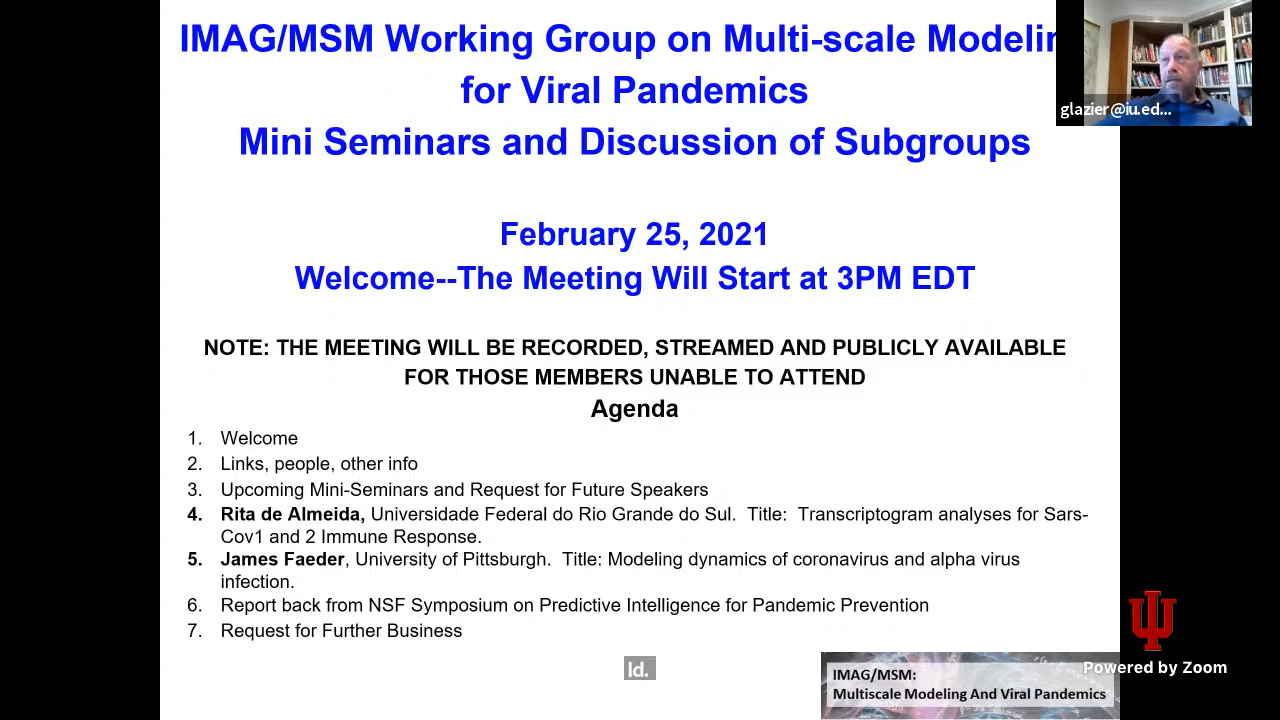 IMAG/MSM Working Group on Multi-scale Modelin
for Viral Pandemics
Mini Seminars and Discussion of Subgroups
glazier@iu.ed...
February 25, 2021
Welcome--The Meeting Will Start at 3PM EDT
NOTE: THE MEETING WILL BE RECORDED, STREAMED AND PUBLICLY AVAILABLE
FOR THOSE MEMBERS UNABLE TO ATTEND
Agenda
1. Welcome
2. Links, people, other info
3. Upcoming Mini-Seminars and Request for Future Speakers
4. Rita de Almeida, Universidade Federal do Rio Grande do Sul. Title: Transcriptogram analyses for Sars-
Cov1 and 2 Immune Response.
5. James Faeder, University of Pittsburgh. Title: Modeling dynamics of coronavirus and alpha virus
infection.
6. Report back from NSF Symposium on Predictive Intelligence for Pandemic Prevention
7. Request for Further Business
ld.
IMAG/MSM:
Multiscale Modeling And Viral Pandemics
Powered by Zoom